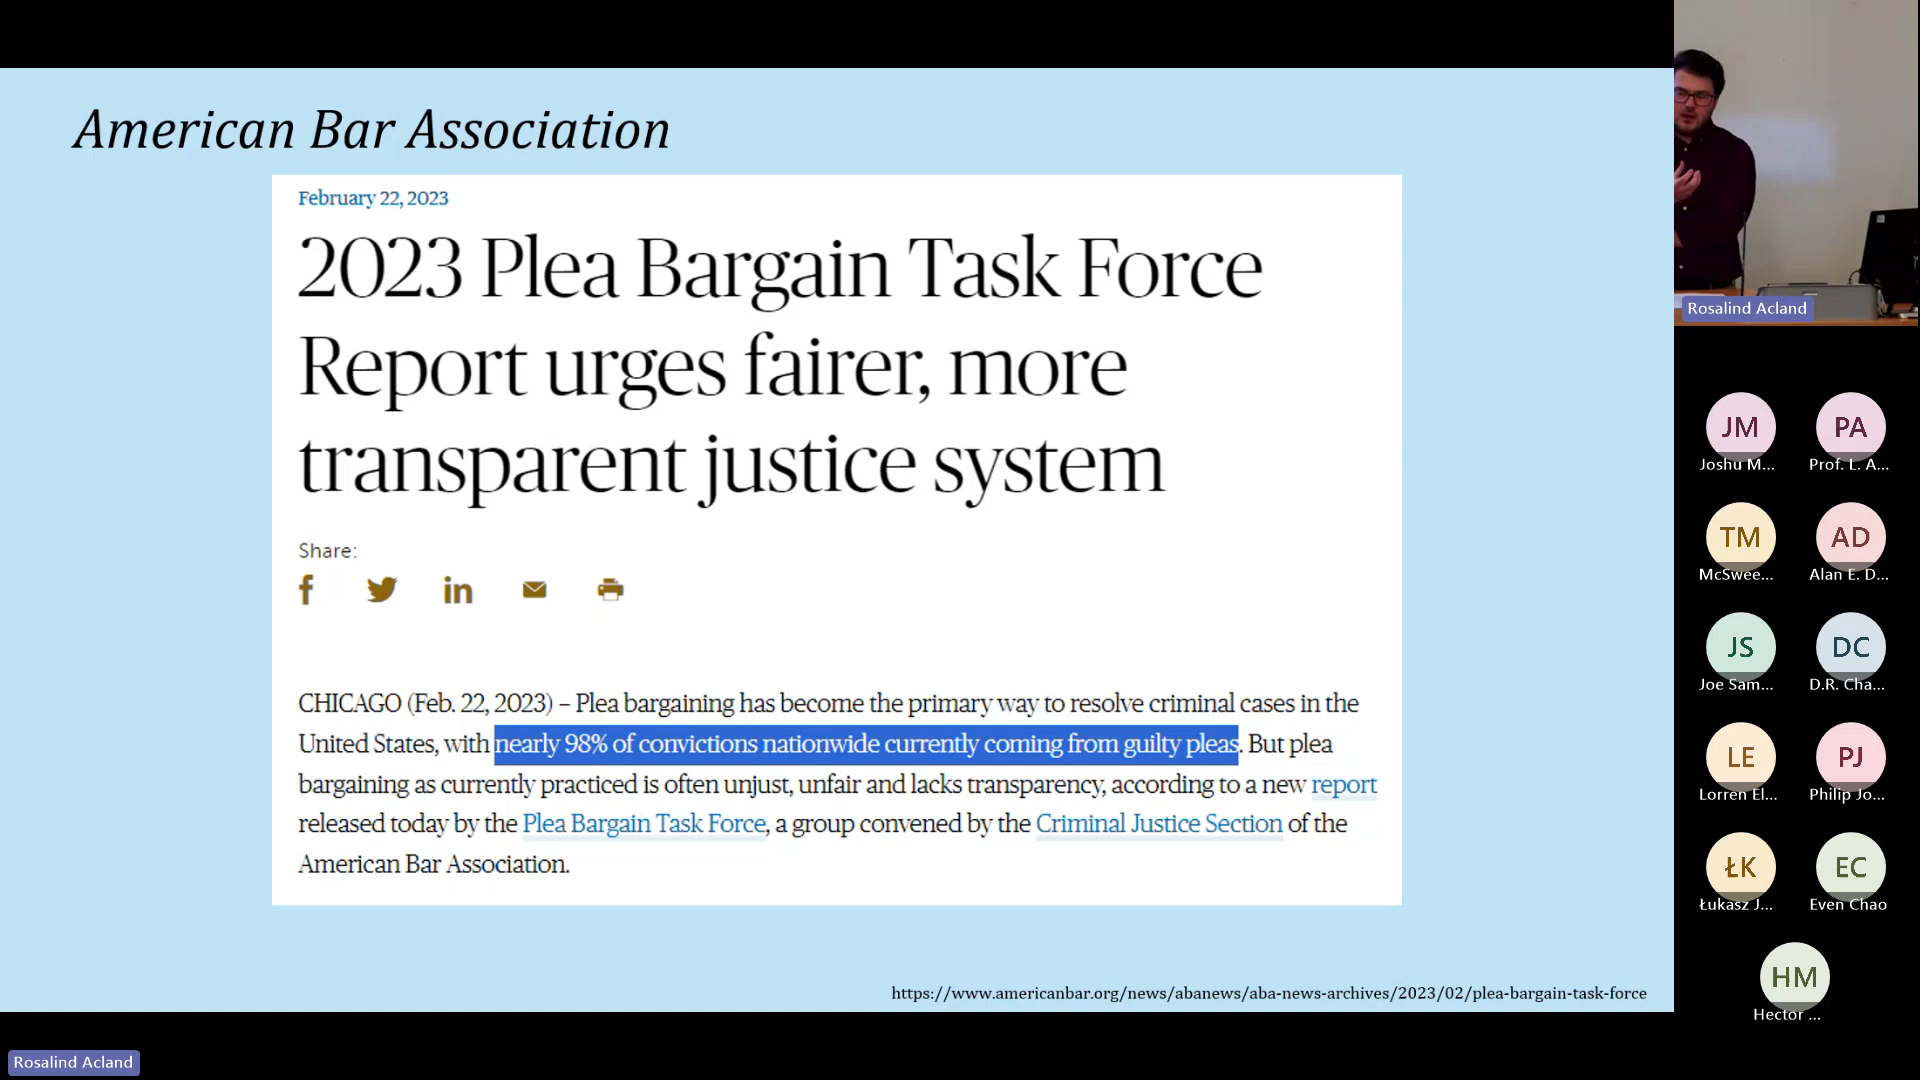 American Bar Association
February 22, 2023
2023 Plea Bargain Task Force
Report urges fairer, more
transparent justice system
Share:
CHICAGO (Feb. 22, 2023) – Plea bargaining has become the primary way to resolve criminal cases in the
United States, with nearly 98% of convictions nationwide currently coming from guilty pleas. But plea
bargaining as currently practiced is often unjust, unfair and lacks transparency, according to a new report
released today by the Plea Bargain Task Force, a group convened by the Criminal Justice Section of the
American Bar Association.
https://www.americanbar.org/news/abanews/aba-news-archives/2023/02/plea-bargain-task-force
Rosalind Acland
Rosalind Acland
JM PA
Joshu M... Prof. L. A...
TM AD
McSwee... Alan E. D...
JS DC
Joe Sam... D.R. Cha...
LE PJ
Lorren El... Philip Jo...
ŁK EC
Łukasz J... Even Chao
HM
Hector ...